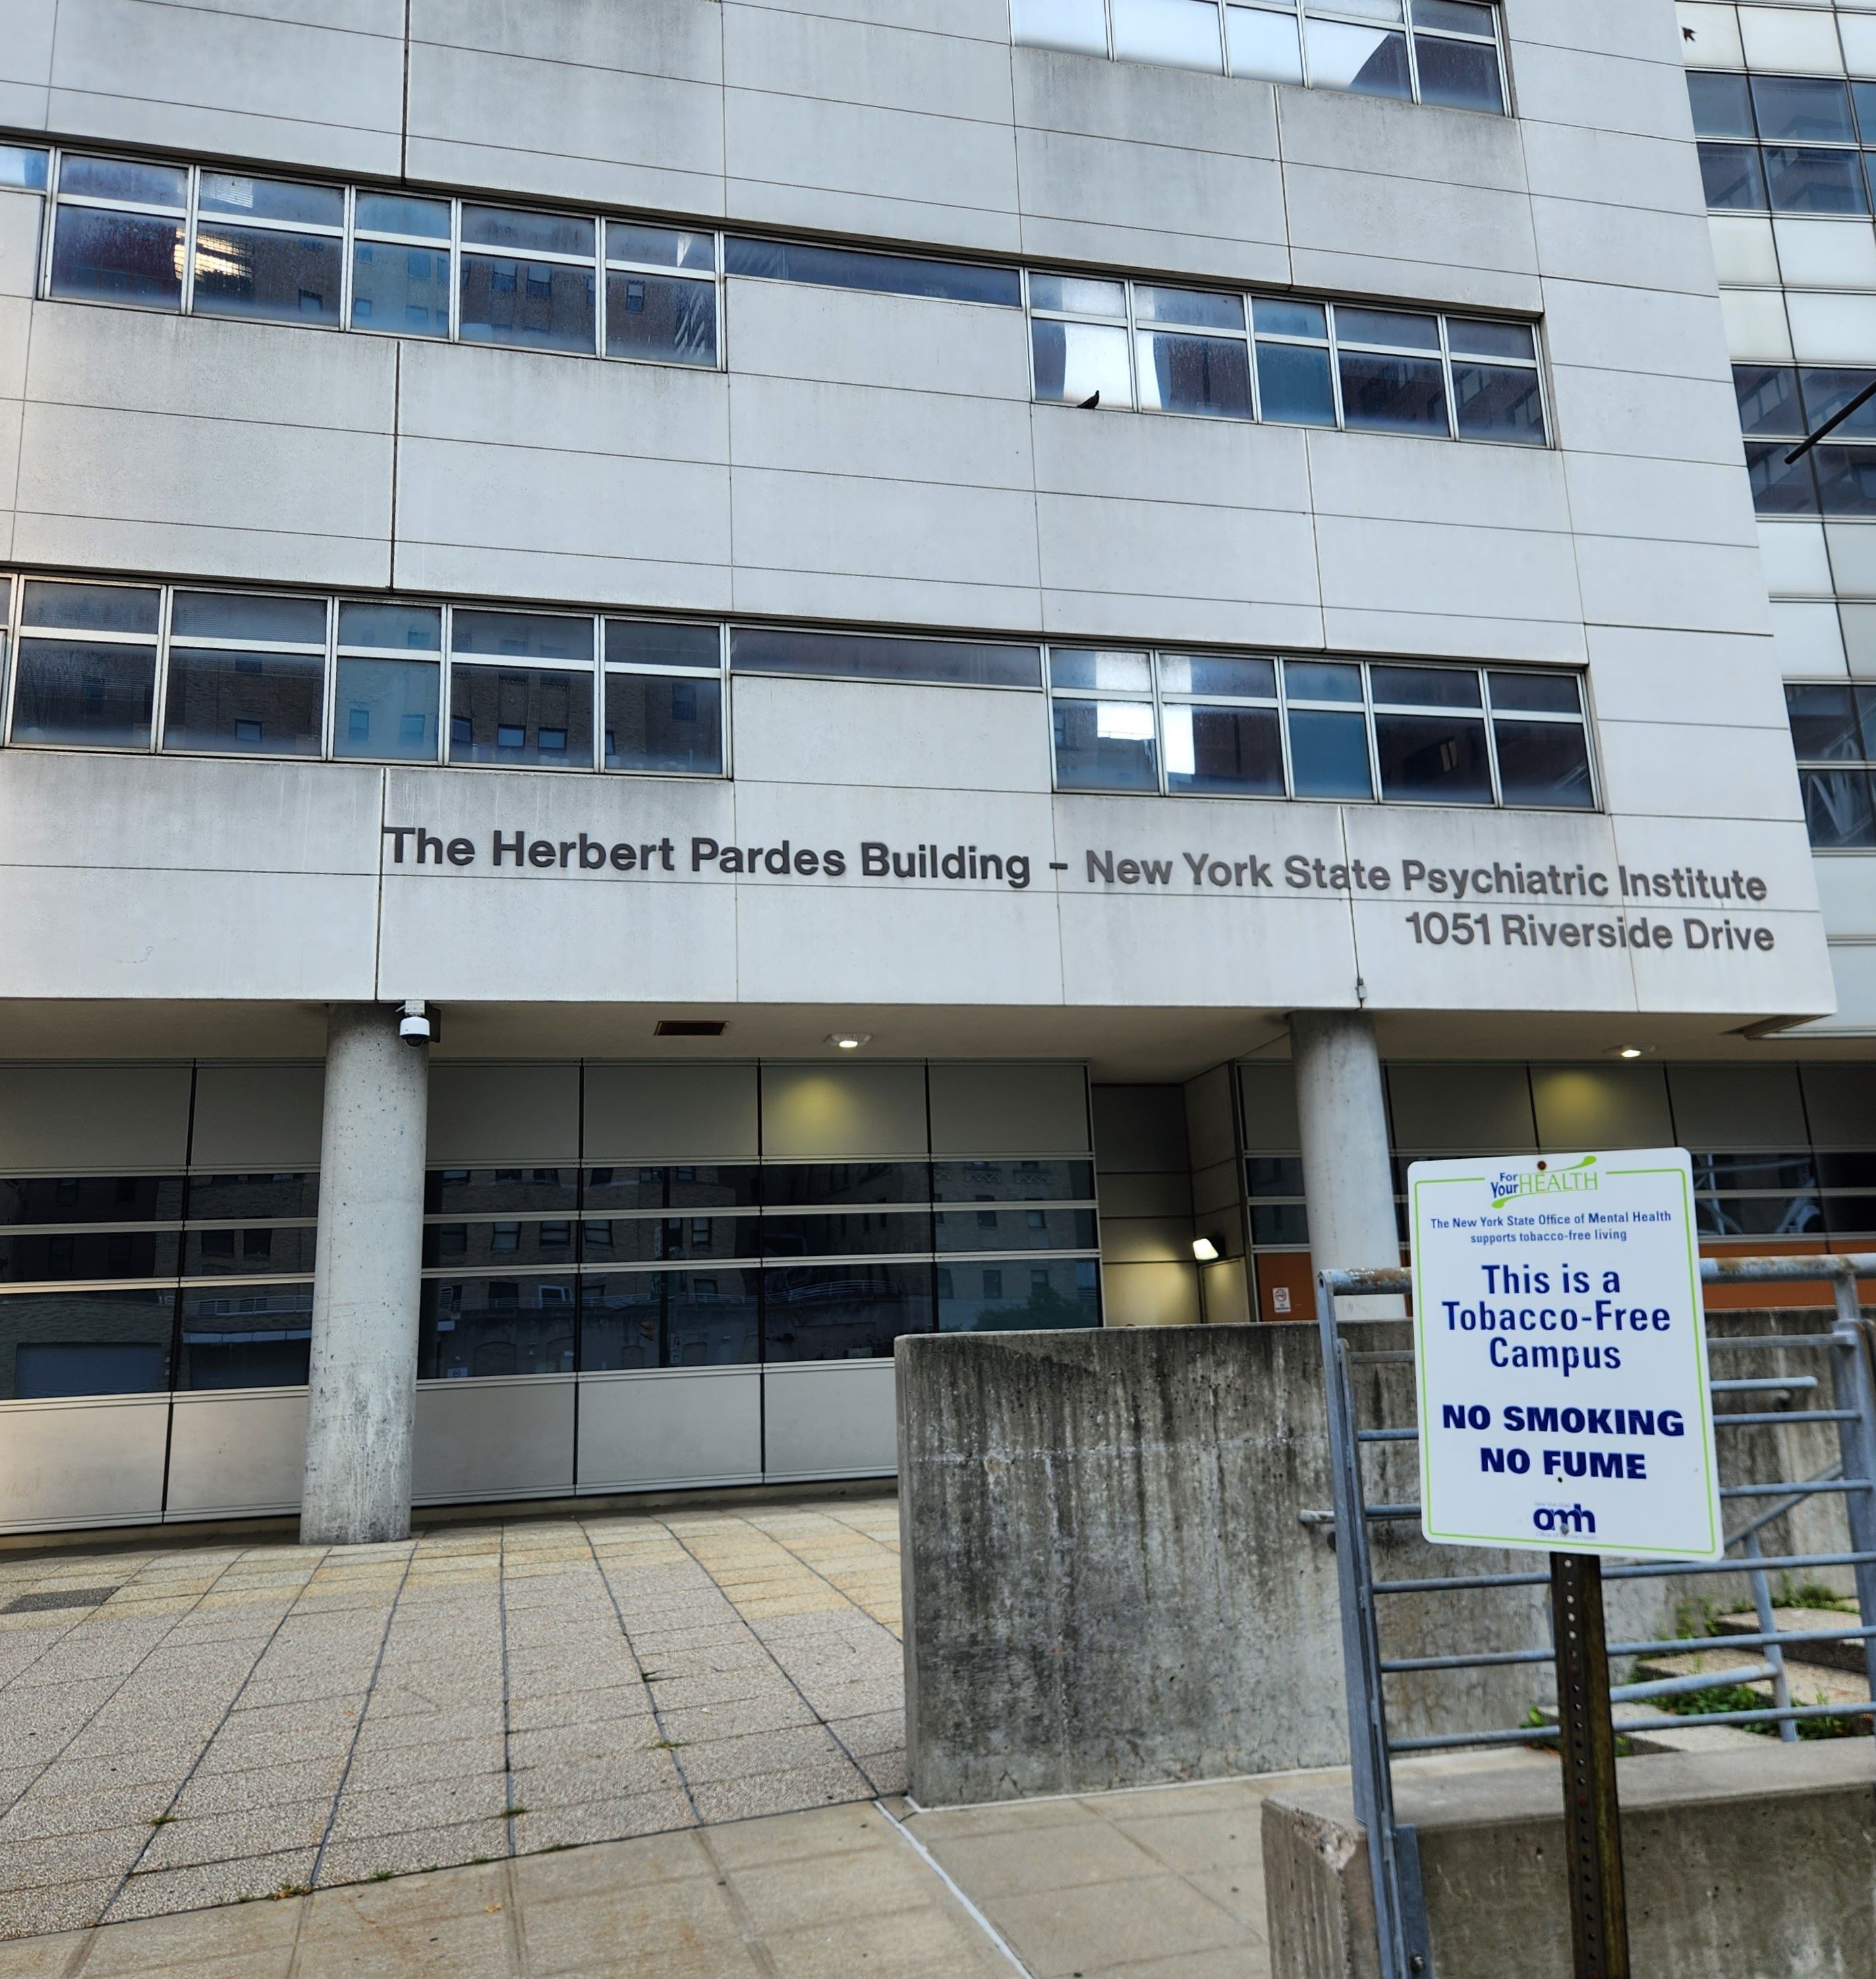 The Herbert Pardes Building - New York State Psychiatric Institute
1051 Riverside Drive
For
Your HEALTH
The New York State Office of Mental Health
supports tobacco-free living
This is a
Tobacco-Free
Campus
NO SMOKING
NO FUME
omh